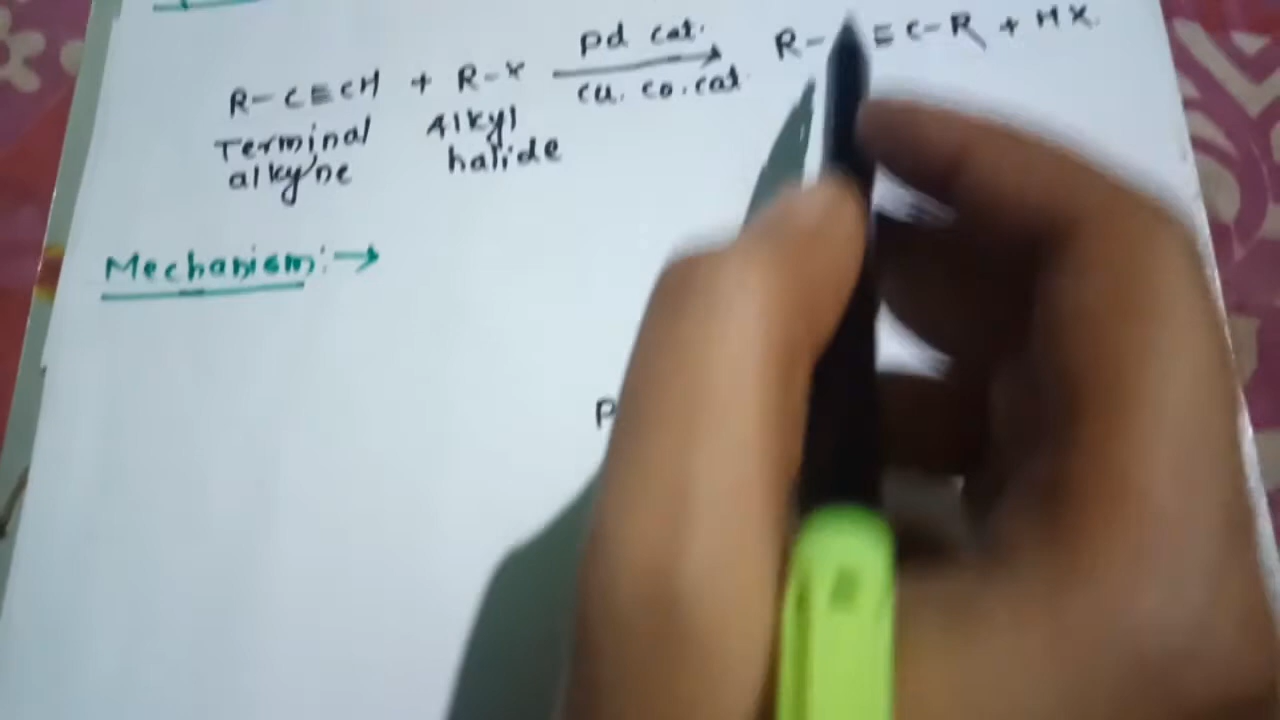 R-C≡CH + R-X Pd cat. R- ≡C-R + HX.
cu. co. cat.
Terminal Alkyl
alkyne halide
Mechanism:→
P